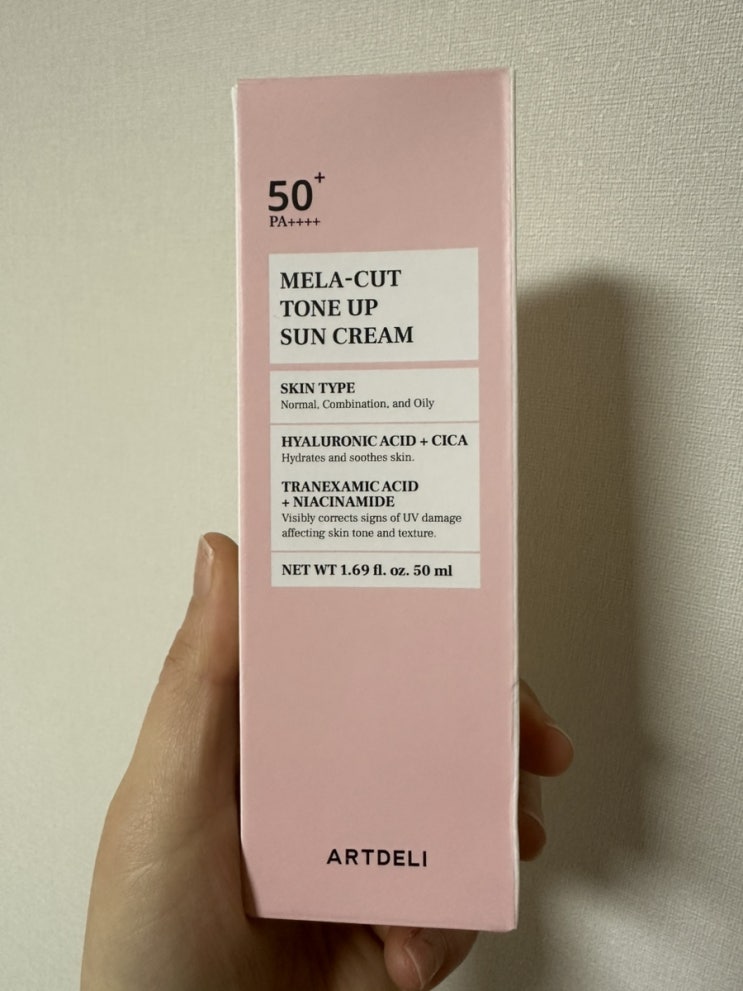 50+
PA++++
MELA-CUT
TONE UP
SUN CREAM
SKIN TYPE
Normal, Combination, and Oily
HYALURONIC ACID + CICA
Hydrates and soothes skin.
TRANEXAMIC ACID
+ NIACINAMIDE
Visibly corrects signs of UV damage
affecting skin tone and texture.
NET WT 1.69 fl. oz. 50 ml
ARTDELI